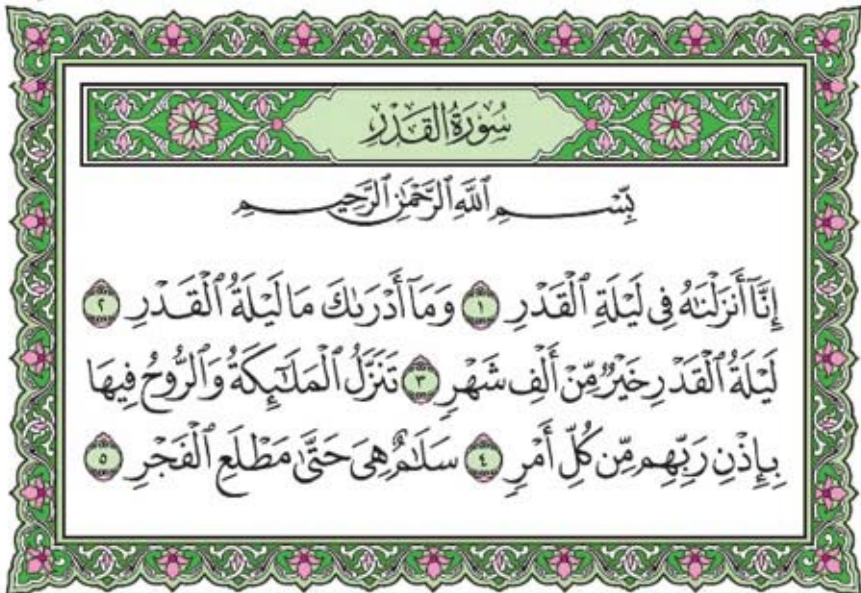 سُورَةُ القَدْرِ
بِسْمِ ٱللَّهِ ٱلرَّحْمَٰنِ ٱلرَّحِيمِ
إِنَّآ أَنزَلْنَٰهُ فِى لَيْلَةِ ٱلْقَدْرِ ١ وَمَآ أَدْرَىٰكَ مَا لَيْلَةُ ٱلْقَدْرِ ٢
لَيْلَةُ ٱلْقَدْرِ خَيْرٌ مِّنْ أَلْفِ شَهْرٍ ٣ تَنَزَّلُ ٱلْمَلَٰٓئِكَةُ وَٱلرُّوحُ فِيهَا
بِإِذْنِ رَبِّهِم مِّن كُلِّ أَمْرٍ ٤ سَلَٰمٌ هِىَ حَتَّىٰ مَطْلَعِ ٱلْفَجْرِ ٥